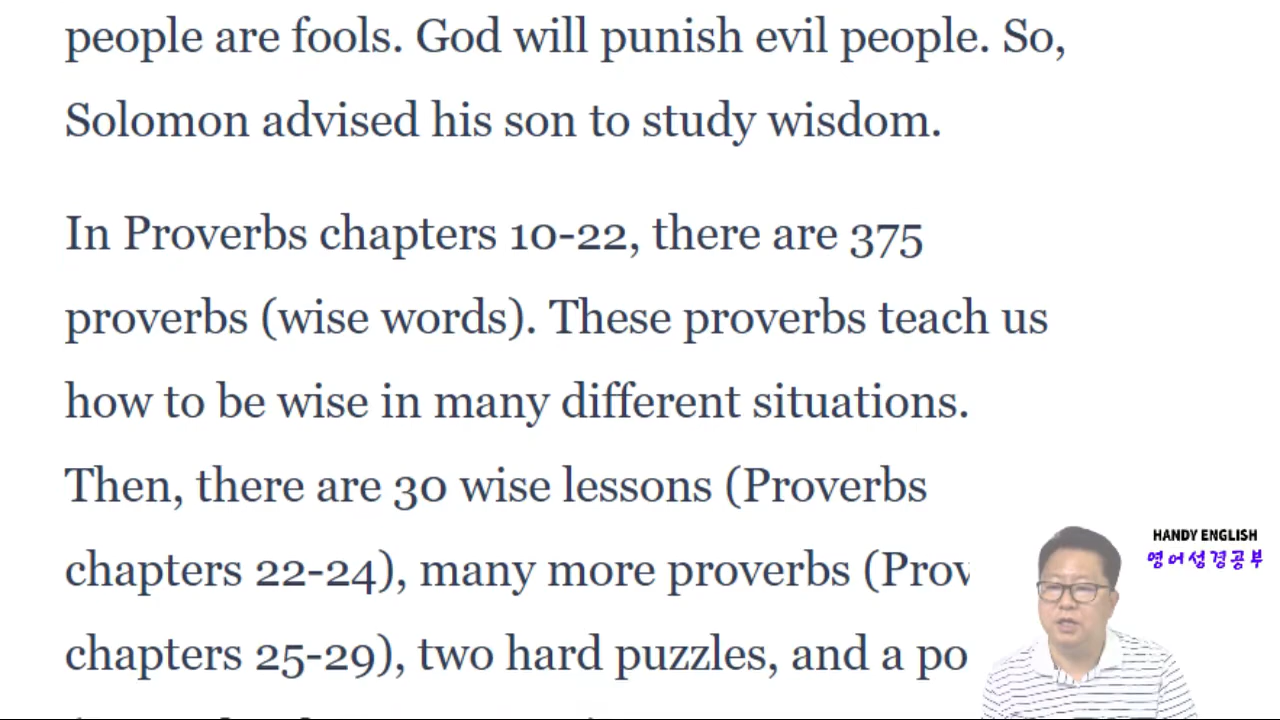 people are fools. God will punish evil people. So,
Solomon advised his son to study wisdom.
In Proverbs chapters 10-22, there are 375
proverbs (wise words). These proverbs teach us
how to be wise in many different situations.
Then, there are 30 wise lessons (Proverbs
chapters 22-24), many more proverbs (Prov
chapters 25-29), two hard puzzles, and a po
HANDY ENGLISH
영어성경공부